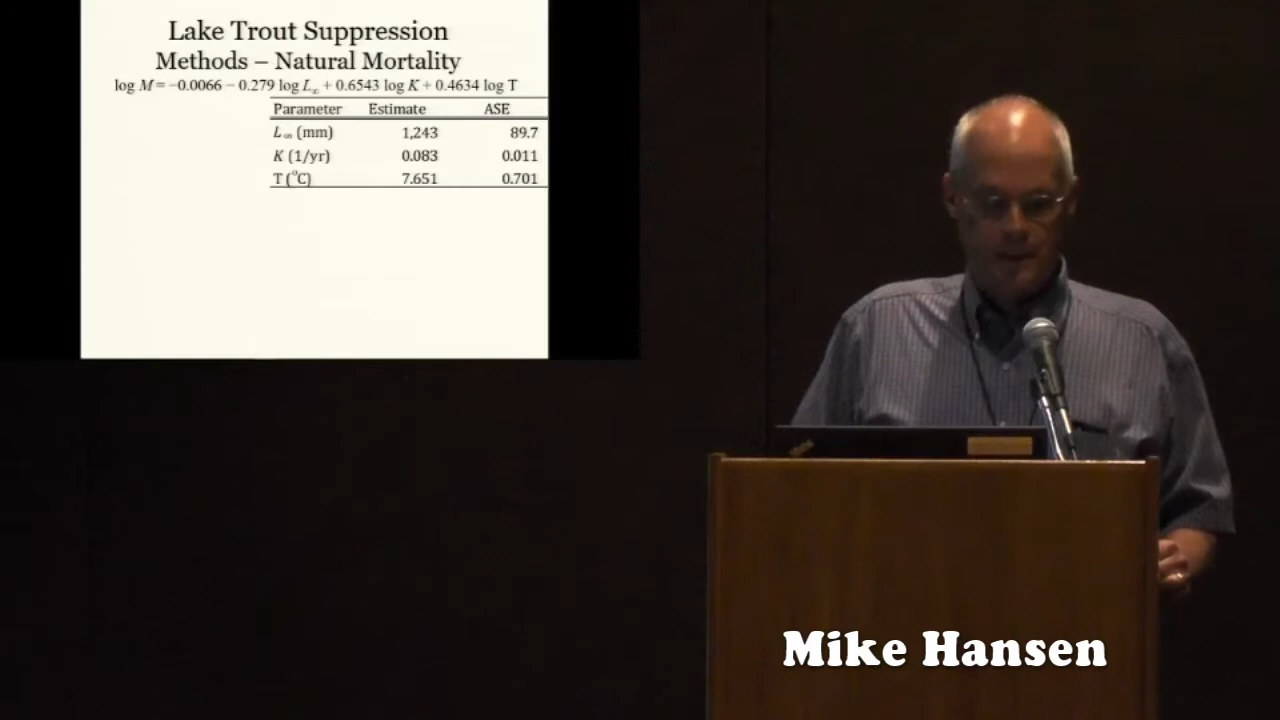 Lake Trout Suppression
Methods – Natural Mortality
log M = −0.0066 − 0.279 log L∞ + 0.6543 log K + 0.4634 log T
Parameter Estimate ASE
L∞ (mm) 1,243 89.7
K (1/yr) 0.083 0.011
T (°C) 7.651 0.701
Mike Hansen